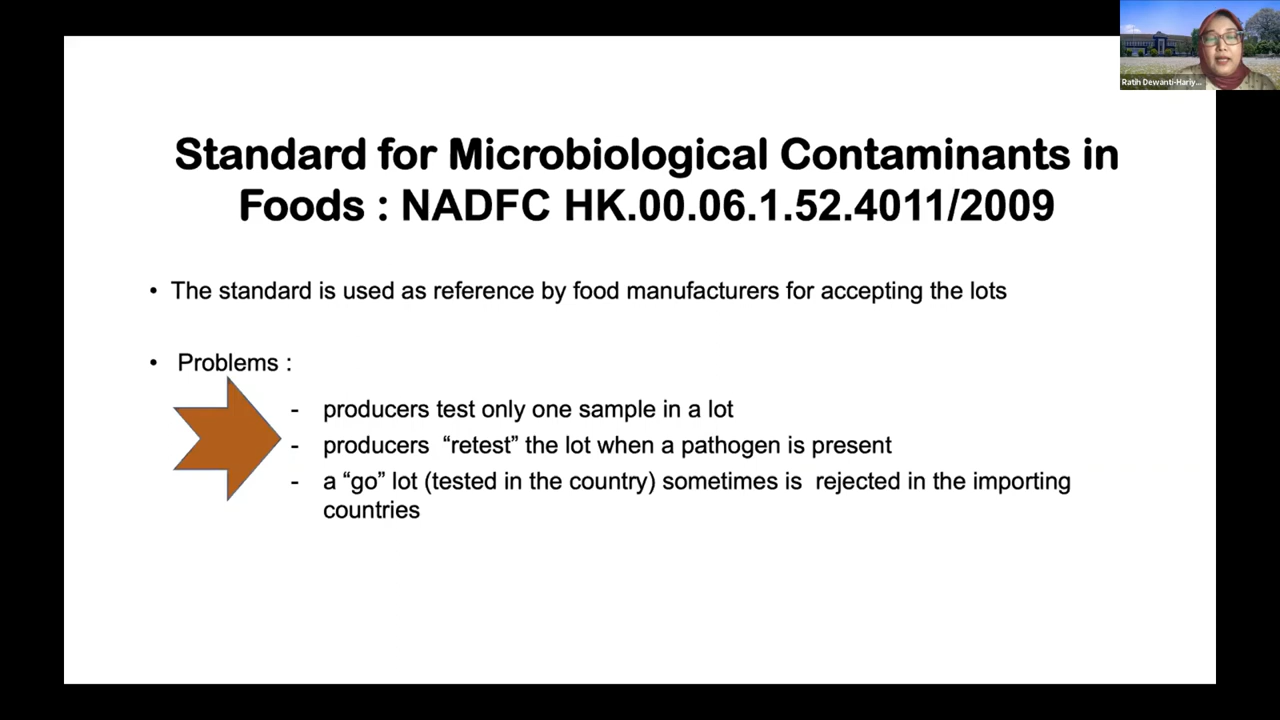 Ratih Dewanti-Hariy...
Standard for Microbiological Contaminants in
Foods : NADFC HK.00.06.1.52.4011/2009
• The standard is used as reference by food manufacturers for accepting the lots
• Problems :
- producers test only one sample in a lot
- producers “retest” the lot when a pathogen is present
- a “go” lot (tested in the country) sometimes is rejected in the importing
countries